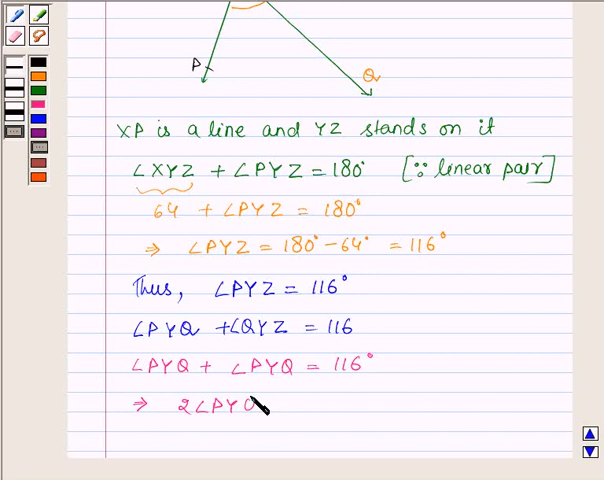 P
Q
XP is a line and YZ stands on it
∠XYZ + ∠PYZ = 180° [∵ linear pair]
64 + ∠PYZ = 180°
⇒ ∠PYZ = 180° - 64° = 116°
Thus, ∠PYZ = 116°
∠PYQ + ∠QYZ = 116
∠PYQ + ∠PYQ = 116°
⇒ 2∠PYQ